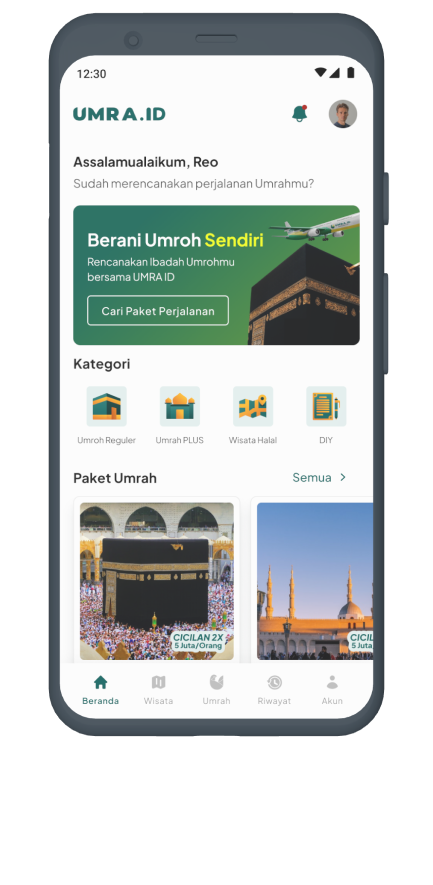 12:30
UMRA.ID
Assalamualaikum, Reo
Sudah merencanakan perjalanan Umrahmu?
Berani Umroh Sendiri
Rencanakan Ibadah Umrohmu
bersama UMRA ID
Cari Paket Perjalanan
Kategori
Umroh Reguler
Umrah PLUS
Wisata Halal
DIY
Paket Umrah
Semua
CICILAN 2X
5 Juta/Orang
CICIL
5 Juta
Beranda
Wisata
Umrah
Riwayat
Akun